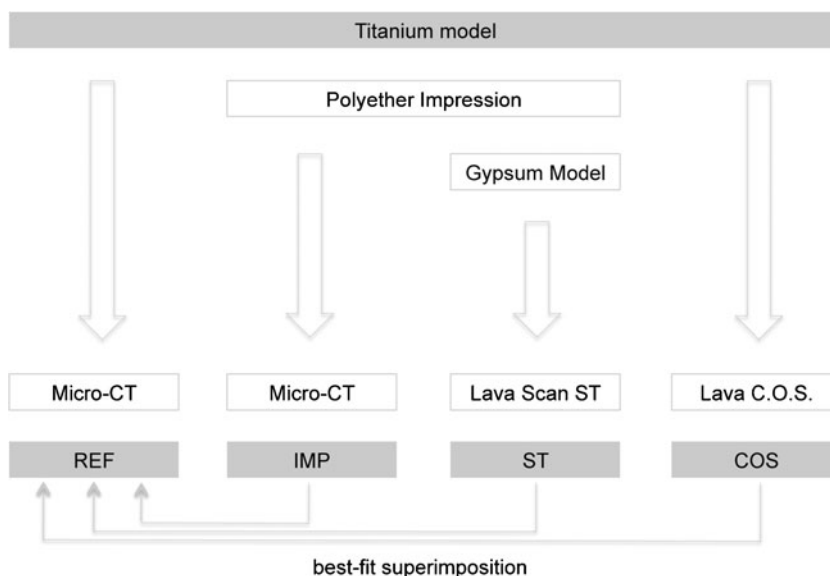 Titanium model
Polyether Impression
Gypsum Model
Micro-CT
Micro-CT
Lava Scan ST
Lava C.O.S.
REF
IMP
ST
COS
best-fit superimposition